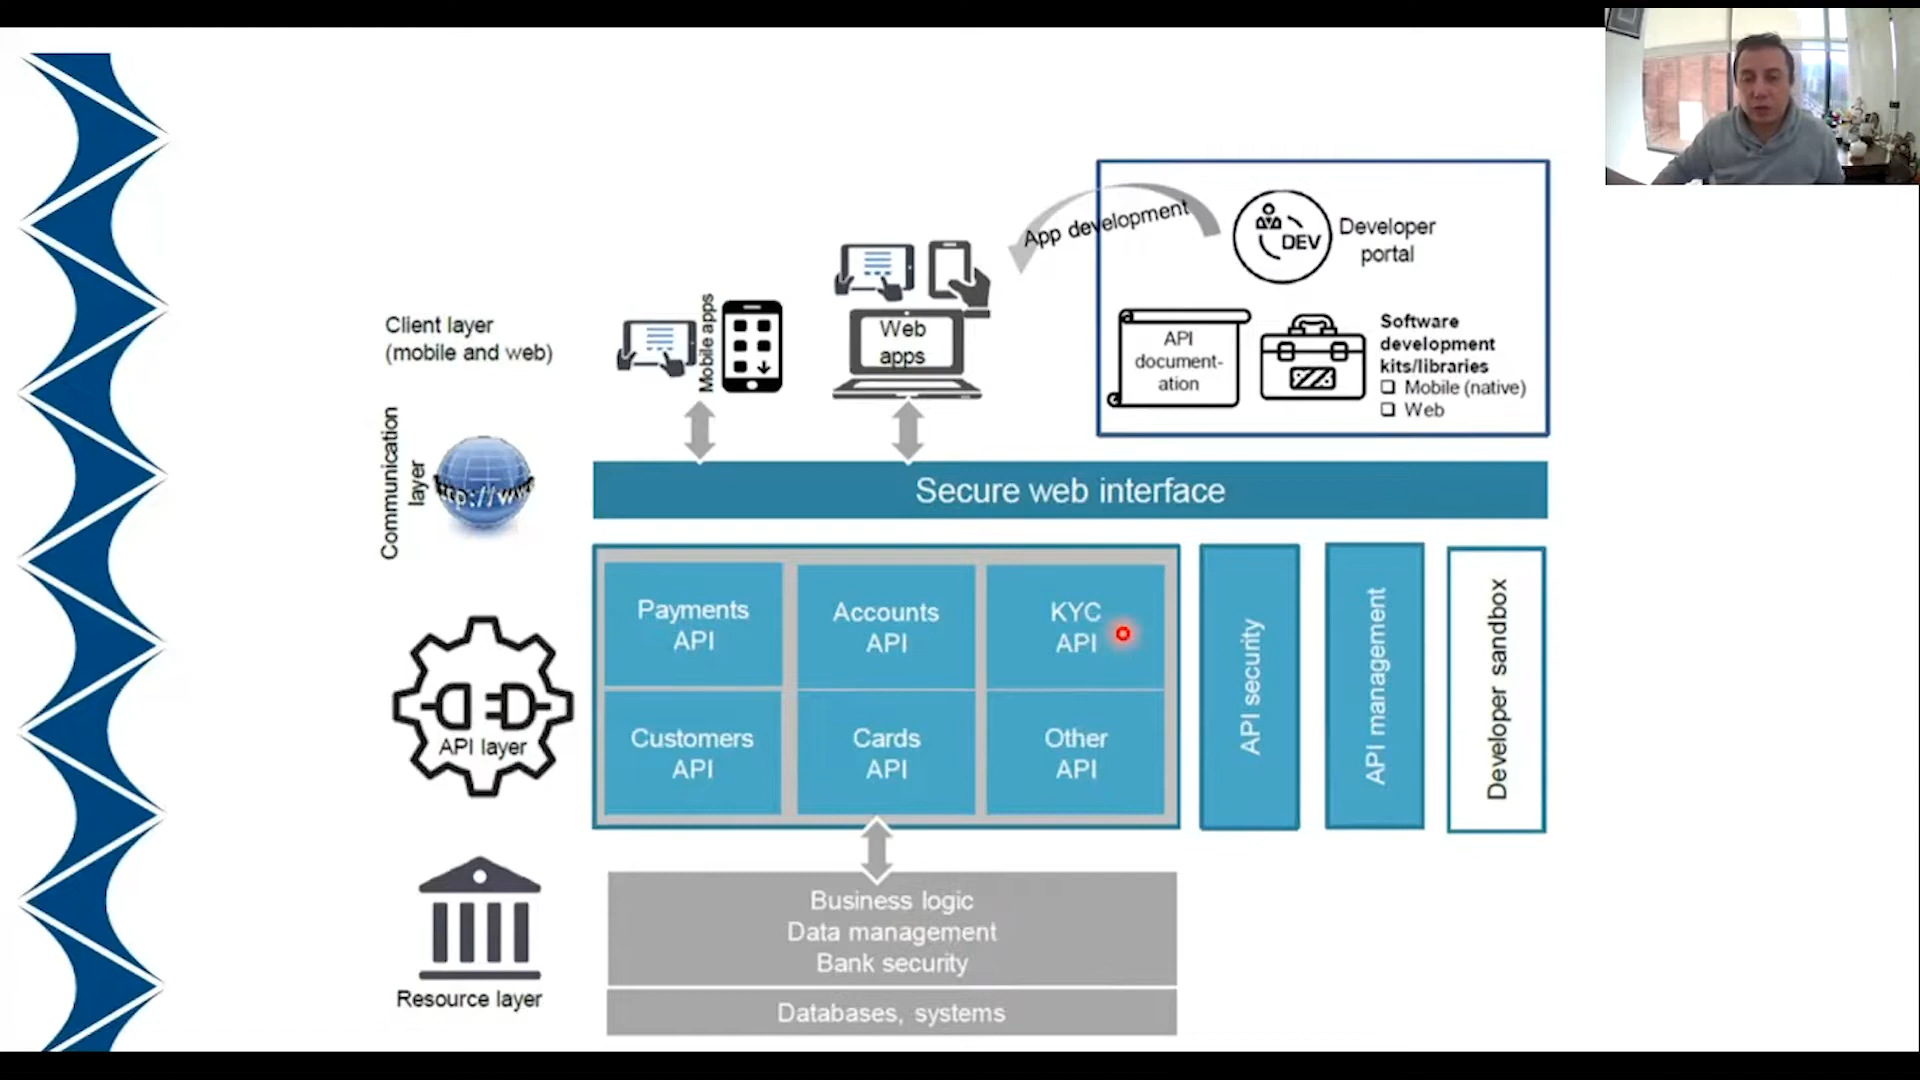 App development
DEV
Developer
portal
Client layer
(mobile and web)
Mobile apps
Web
apps
API
document-
ation
Software
development
kits/libraries
Mobile (native)
Web
Communication
layer
ttp://ww
Secure web interface
API layer
Payments
API
Accounts
API
KYC
API
Customers
API
Cards
API
Other
API
API security
API management
Developer sandbox
Resource layer
Business logic
Data management
Bank security
Databases, systems